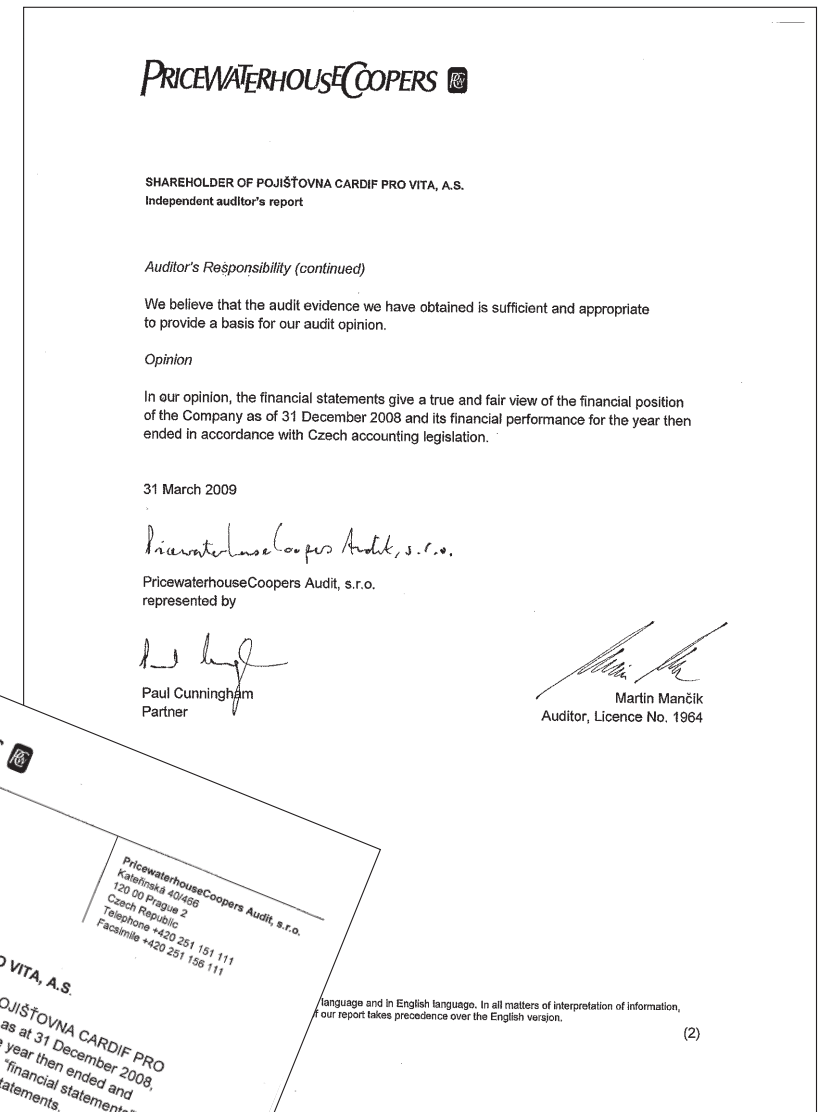 PRICEWATERHOUSECOOPERS
SHAREHOLDER OF POJIŠŤOVNA CARDIF PRO VITA, A.S.
Independent auditor's report
Auditor's Responsibility (continued)
We believe that the audit evidence we have obtained is sufficient and appropriate
to provide a basis for our audit opinion.
Opinion
In our opinion, the financial statements give a true and fair view of the financial position
of the Company as of 31 December 2008 and its financial performance for the year then
ended in accordance with Czech accounting legislation.
31 March 2009
PricewaterhouseCoopers Audit, s.r.o.
PricewaterhouseCoopers Audit, s.r.o.
represented by
Paul Cunningham
Partner
Martin Mančík
Auditor, Licence No. 1964
language and in English language. In all matters of interpretation of information,
our report takes precedence over the English version.
(2)
PricewaterhouseCoopers Audit, s.r.o.
Kateřinská 40/466
120 00 Prague 2
Czech Republic
Telephone +420 251 151 111
Facsimile +420 251 156 111
VITA, A.S.
POJIŠŤOVNA CARDIF PRO
as at 31 December 2008,
year then ended and
"financial statements"